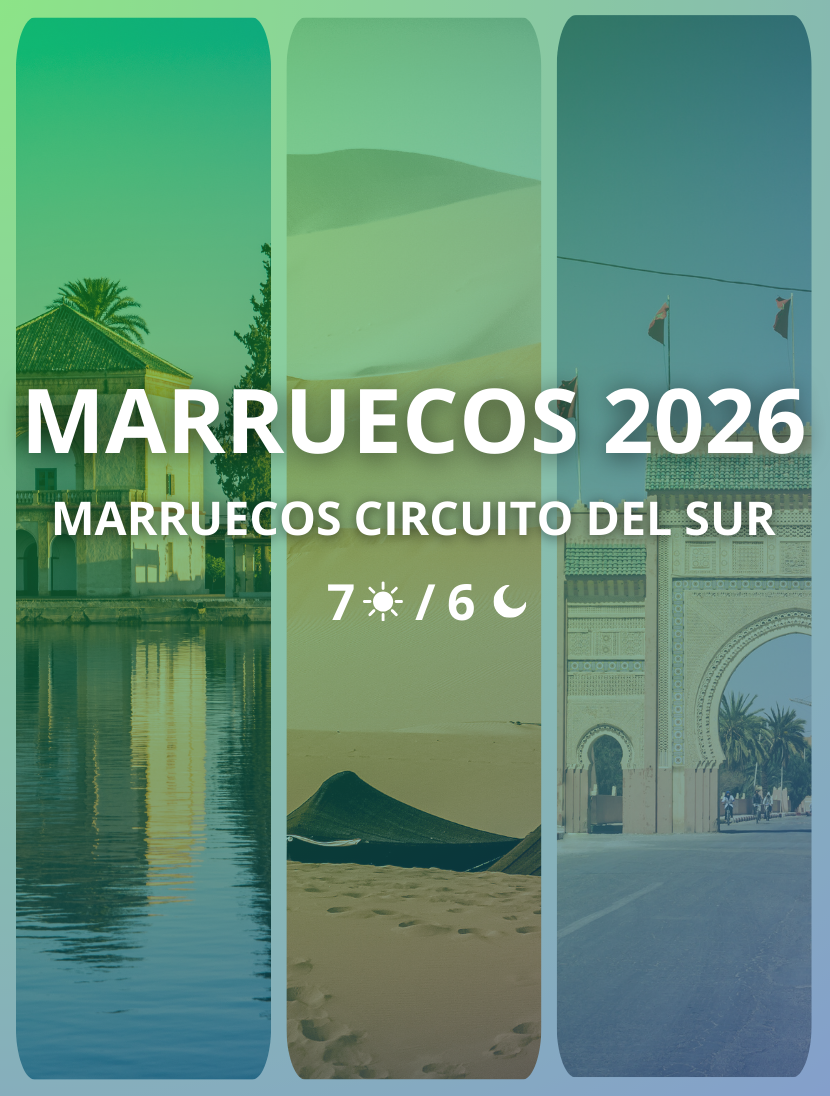 MARRUECOS 2026
MARRUECOS CIRCUITO DEL SUR
7 ☀ / 6 ☾